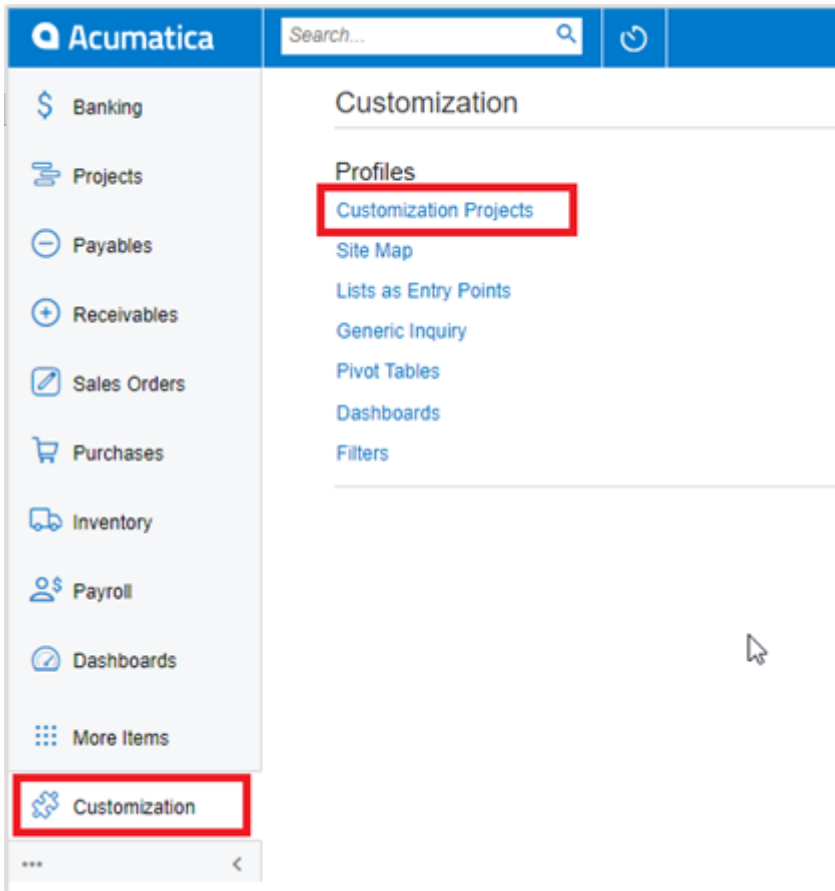 Acumatica
Search...
Banking
Projects
Payables
Receivables
Sales Orders
Purchases
Inventory
Payroll
Dashboards
More Items
Customization
...
Customization
Profiles
Customization Projects
Site Map
Lists as Entry Points
Generic Inquiry
Pivot Tables
Dashboards
Filters